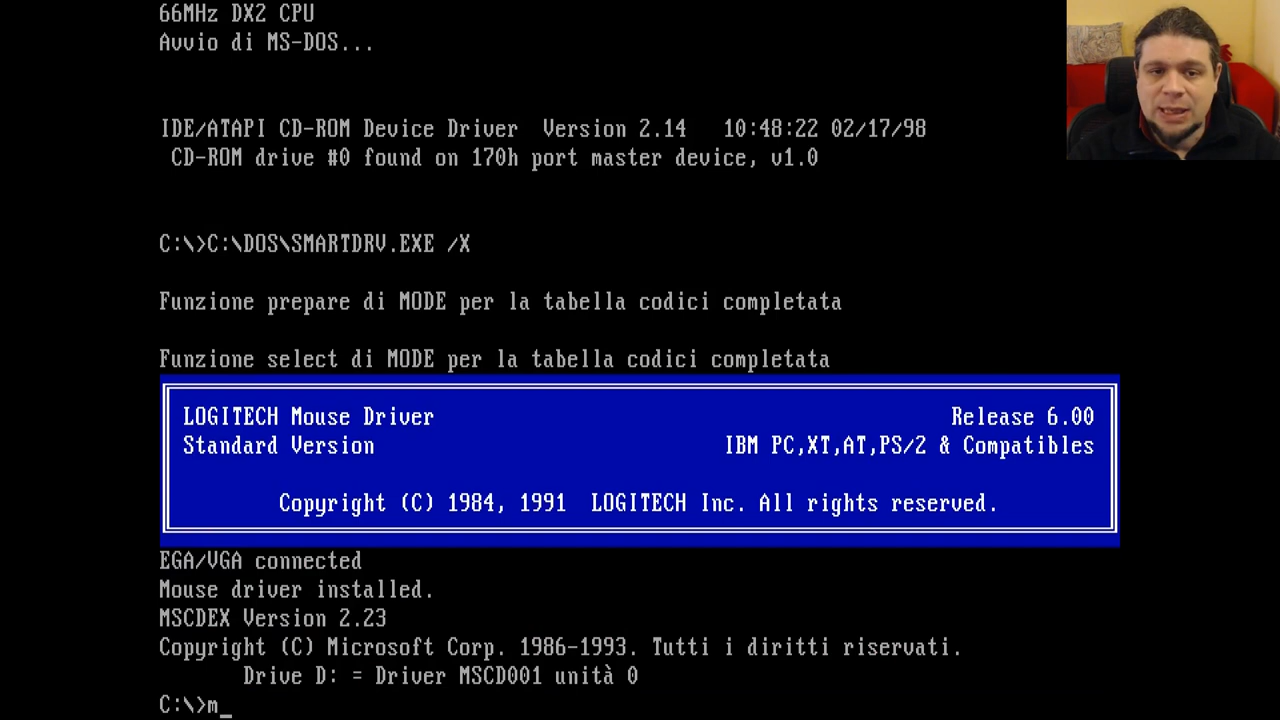 66MHz DX2 CPU
Avvio di MS-DOS...
IDE/ATAPI CD-ROM Device Driver  Version 2.14   10:48:22 02/17/98
CD-ROM drive #0 found on 170h port master device, v1.0
C:\>C:\DOS\SMARTDRV.EXE /X
Funzione prepare di MODE per la tabella codici completata
Funzione select di MODE per la tabella codici completata
LOGITECH Mouse Driver Release 6.00
Standard Version IBM PC,XT,AT,PS/2 & Compatibles
Copyright (C) 1984, 1991  LOGITECH Inc. All rights reserved.
EGA/VGA connected
Mouse driver installed.
MSCDEX Version 2.23
Copyright (C) Microsoft Corp. 1986-1993. Tutti i diritti riservati.
Drive D: = Driver MSCD001 unità 0
C:\>m_